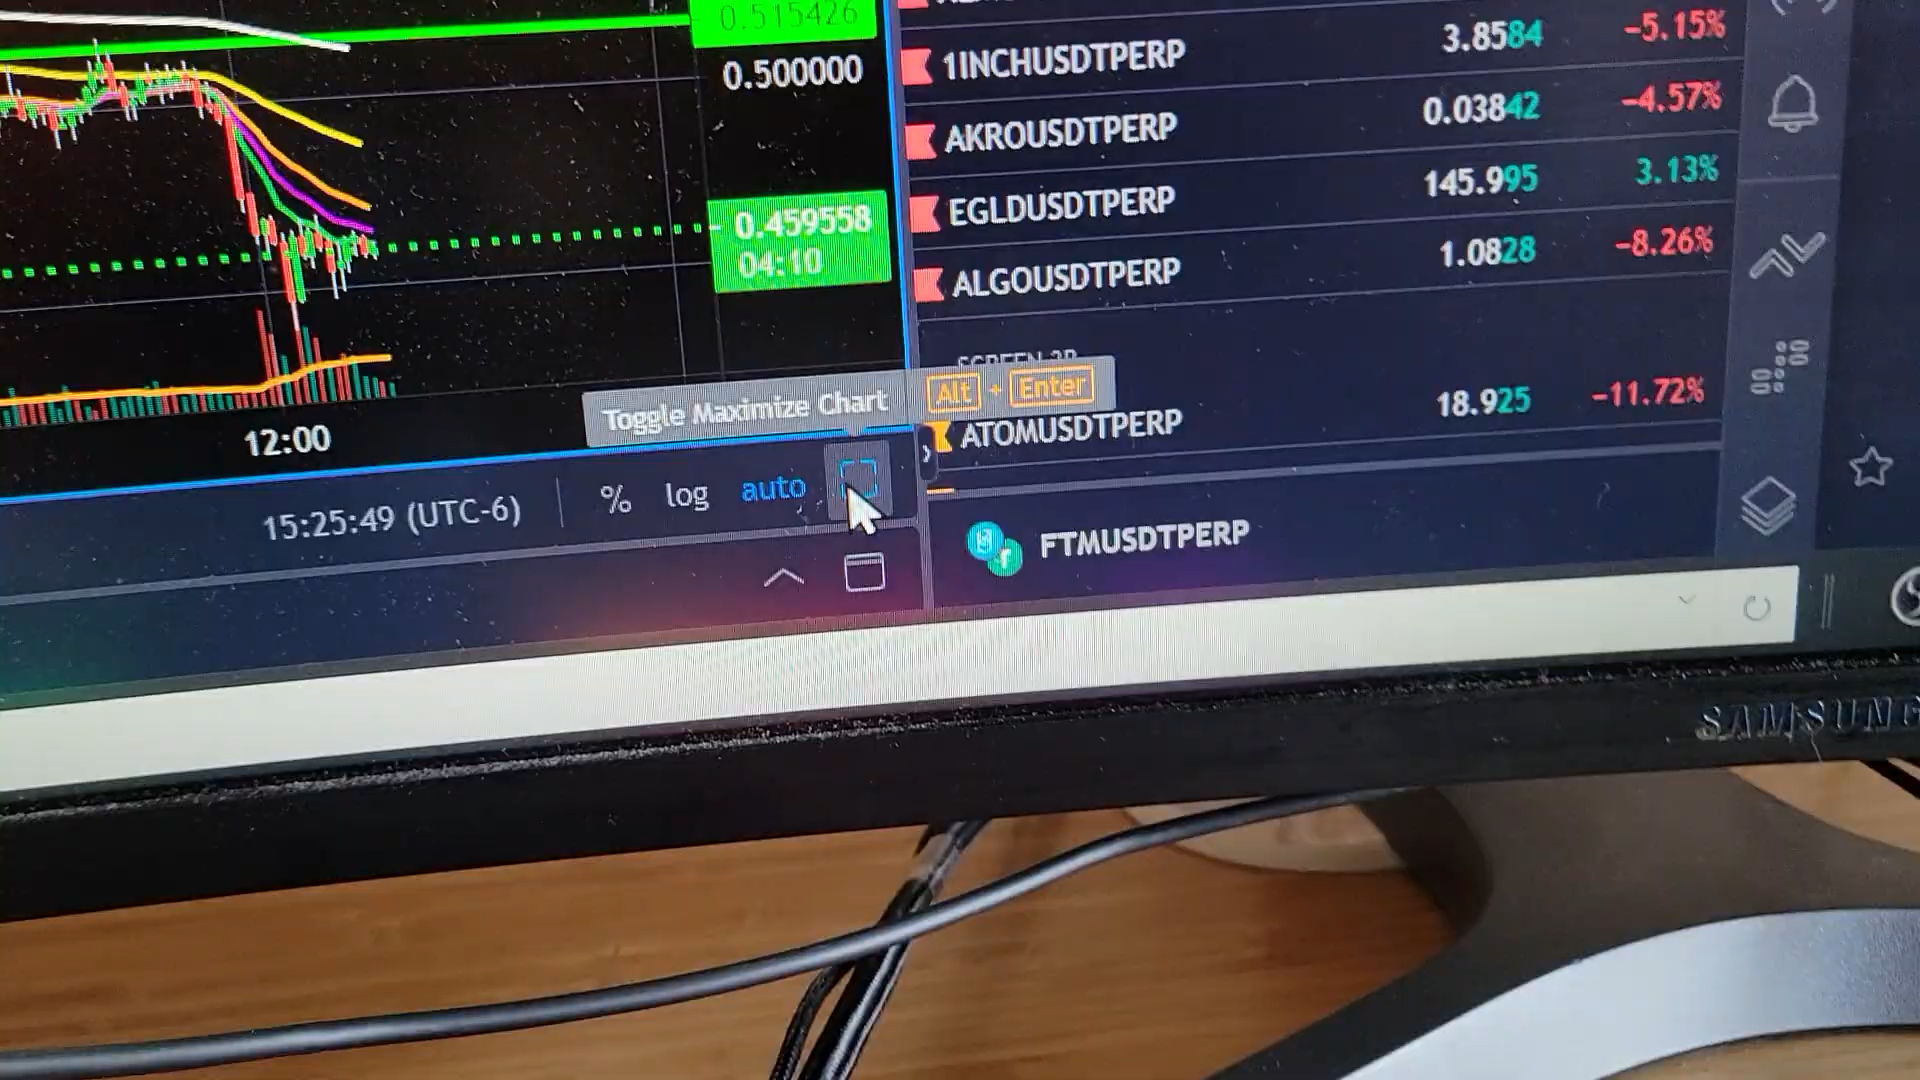 0.515426
0.500000
0.459558
04:10
12:00
1INCHUSDTPERP 3.8584 −5.15%
AKROUSDTPERP 0.03842 −4.57%
EGLDUSDTPERP 145.995 3.13%
ALGOUSDTPERP 1.0828 −8.26%
Toggle Maximize Chart Alt + Enter
ATOMUSDTPERP 18.925 −11.72%
15:25:49 (UTC-6) % log auto
FTMUSDTPERP
SAMSUNG